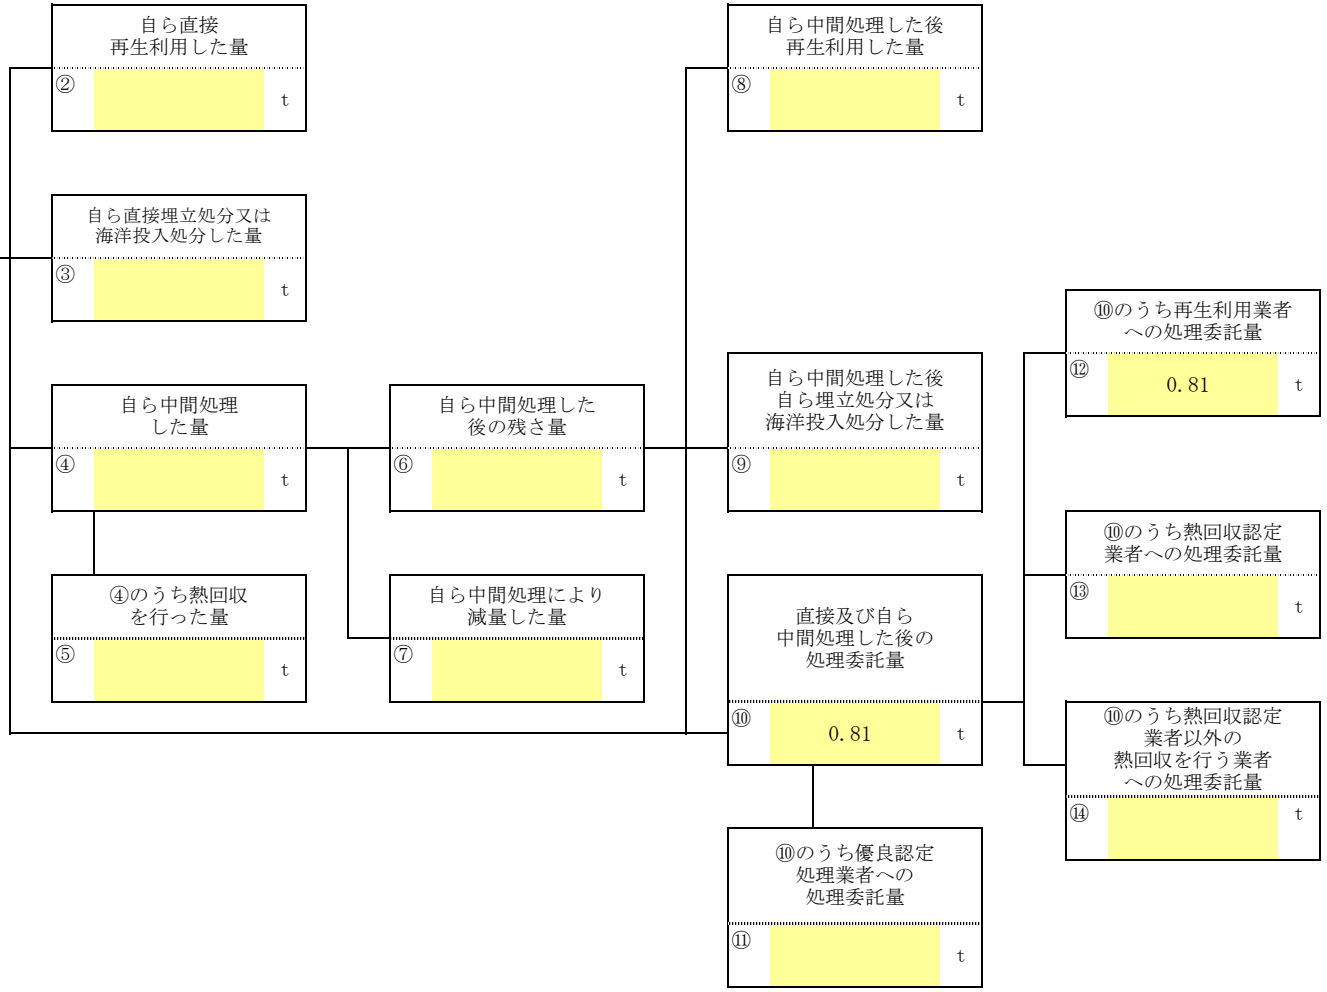 自ら直接
再生利用した量
②
t
自ら直接埋立処分又は
海洋投入処分した量
③
t
自ら中間処理
した量
④
t
④のうち熱回収
を行った量
⑤
t
自ら中間処理した
後の残さ量
⑥
t
自ら中間処理により
減量した量
⑦
t
自ら中間処理した後
再生利用した量
⑧
t
自ら中間処理した後
自ら埋立処分又は
海洋投入処分した量
⑨
t
直接及び自ら
中間処理した後の
処理委託量
⑩ 0.81 t
⑩のうち優良認定
処理業者への
処理委託量
⑪
t
⑩のうち再生利用業者
への処理委託量
⑫ 0.81 t
⑩のうち熱回収認定
業者への処理委託量
⑬
t
⑩のうち熱回収認定
業者以外の
熱回収を行う業者
への処理委託量
⑭
t